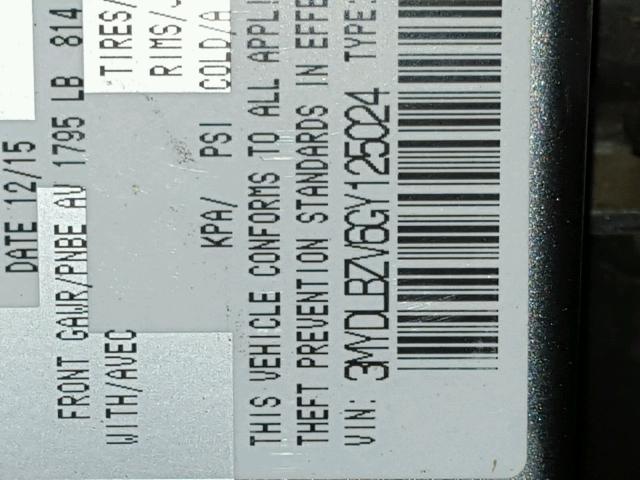 DATE 12/15
FRONT GAWR/PNBE AV 1795 LB 814
WITH/AVEC TIRES/
RIMS/
KPA/ PSI COLD/A
THIS VEHICLE CONFORMS TO ALL APPLI
THEFT PREVENTION STANDARDS IN EFFE
VIN: 3MYDLBZV6GY125024 TYPE: